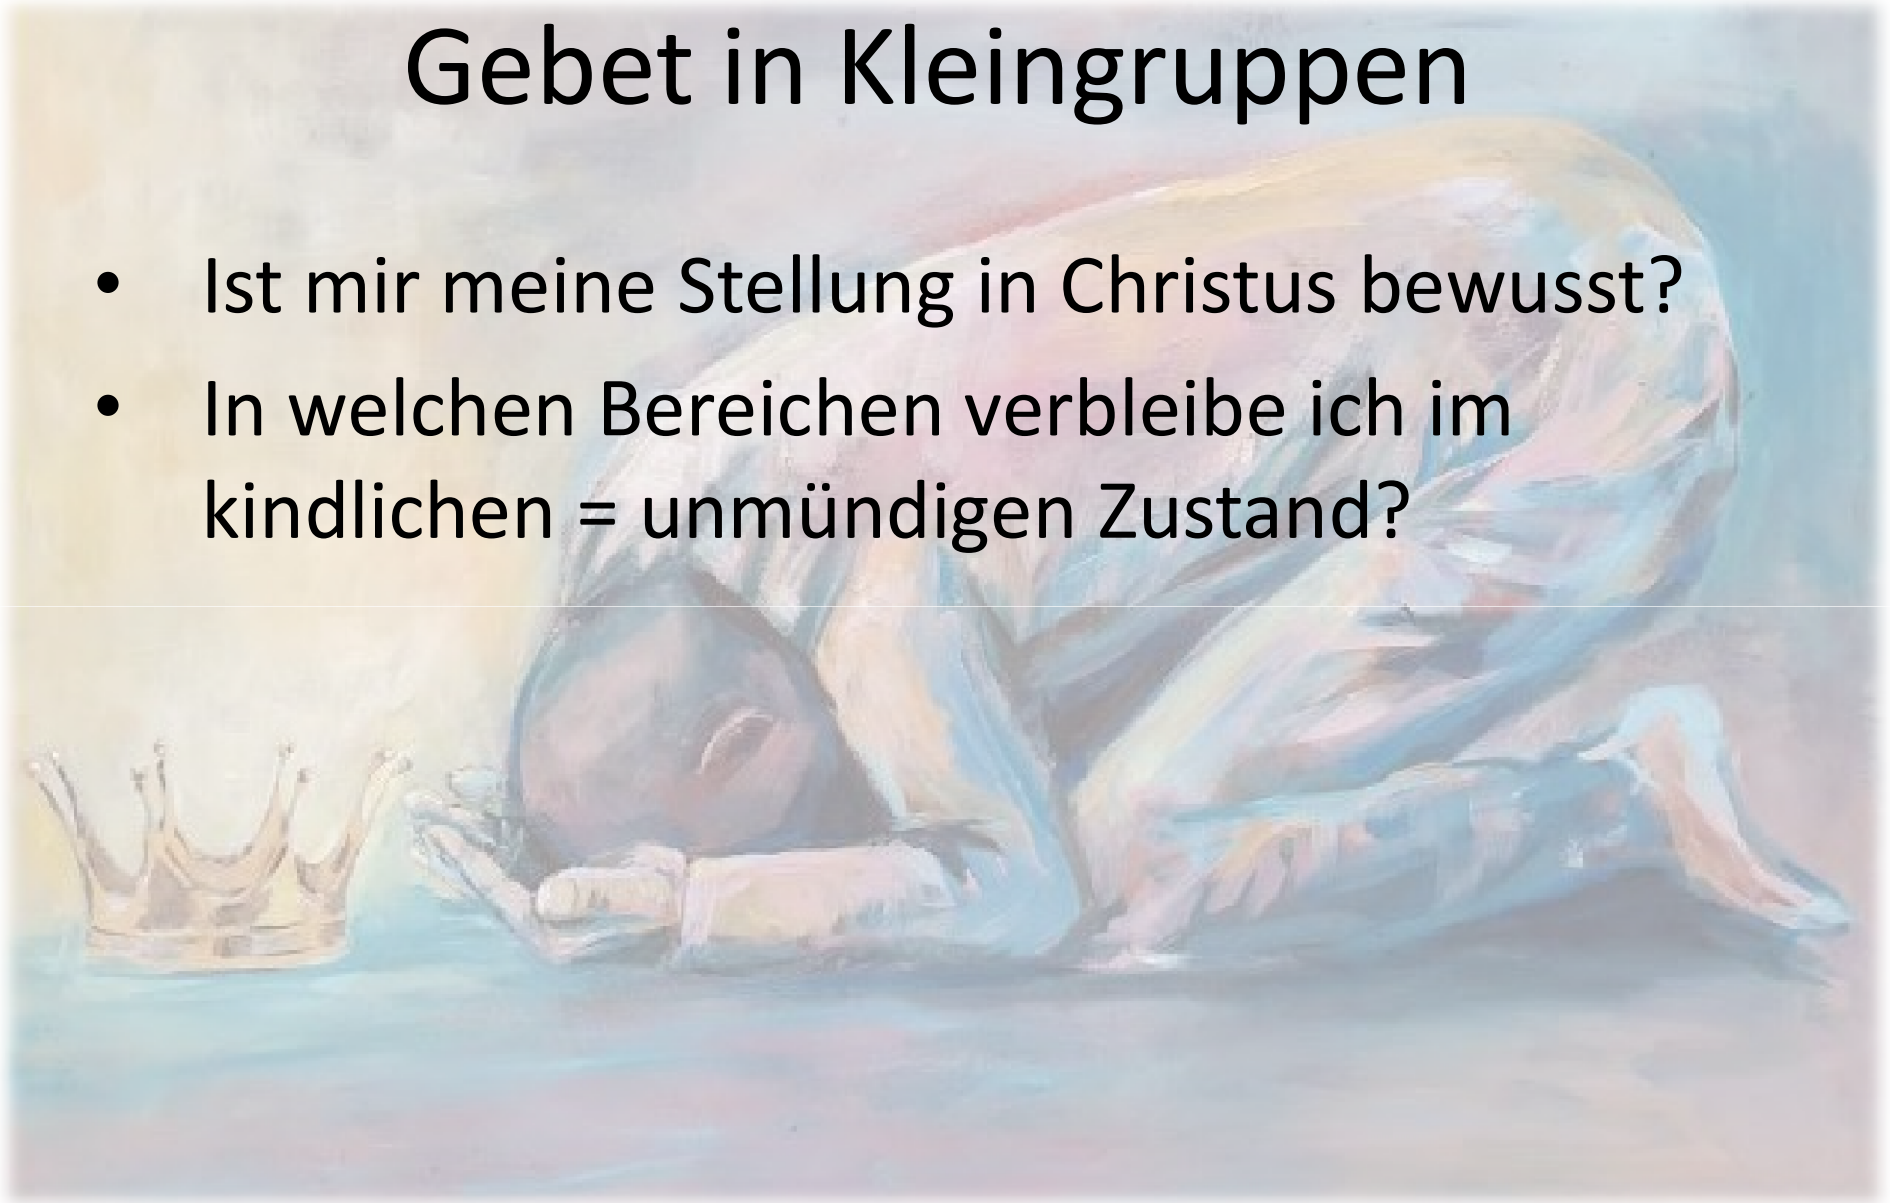 Gebet in Kleingruppen
• Ist mir meine Stellung in Christus bewusst?
• In welchen Bereichen verbleibe ich im
kindlichen = unmündigen Zustand?